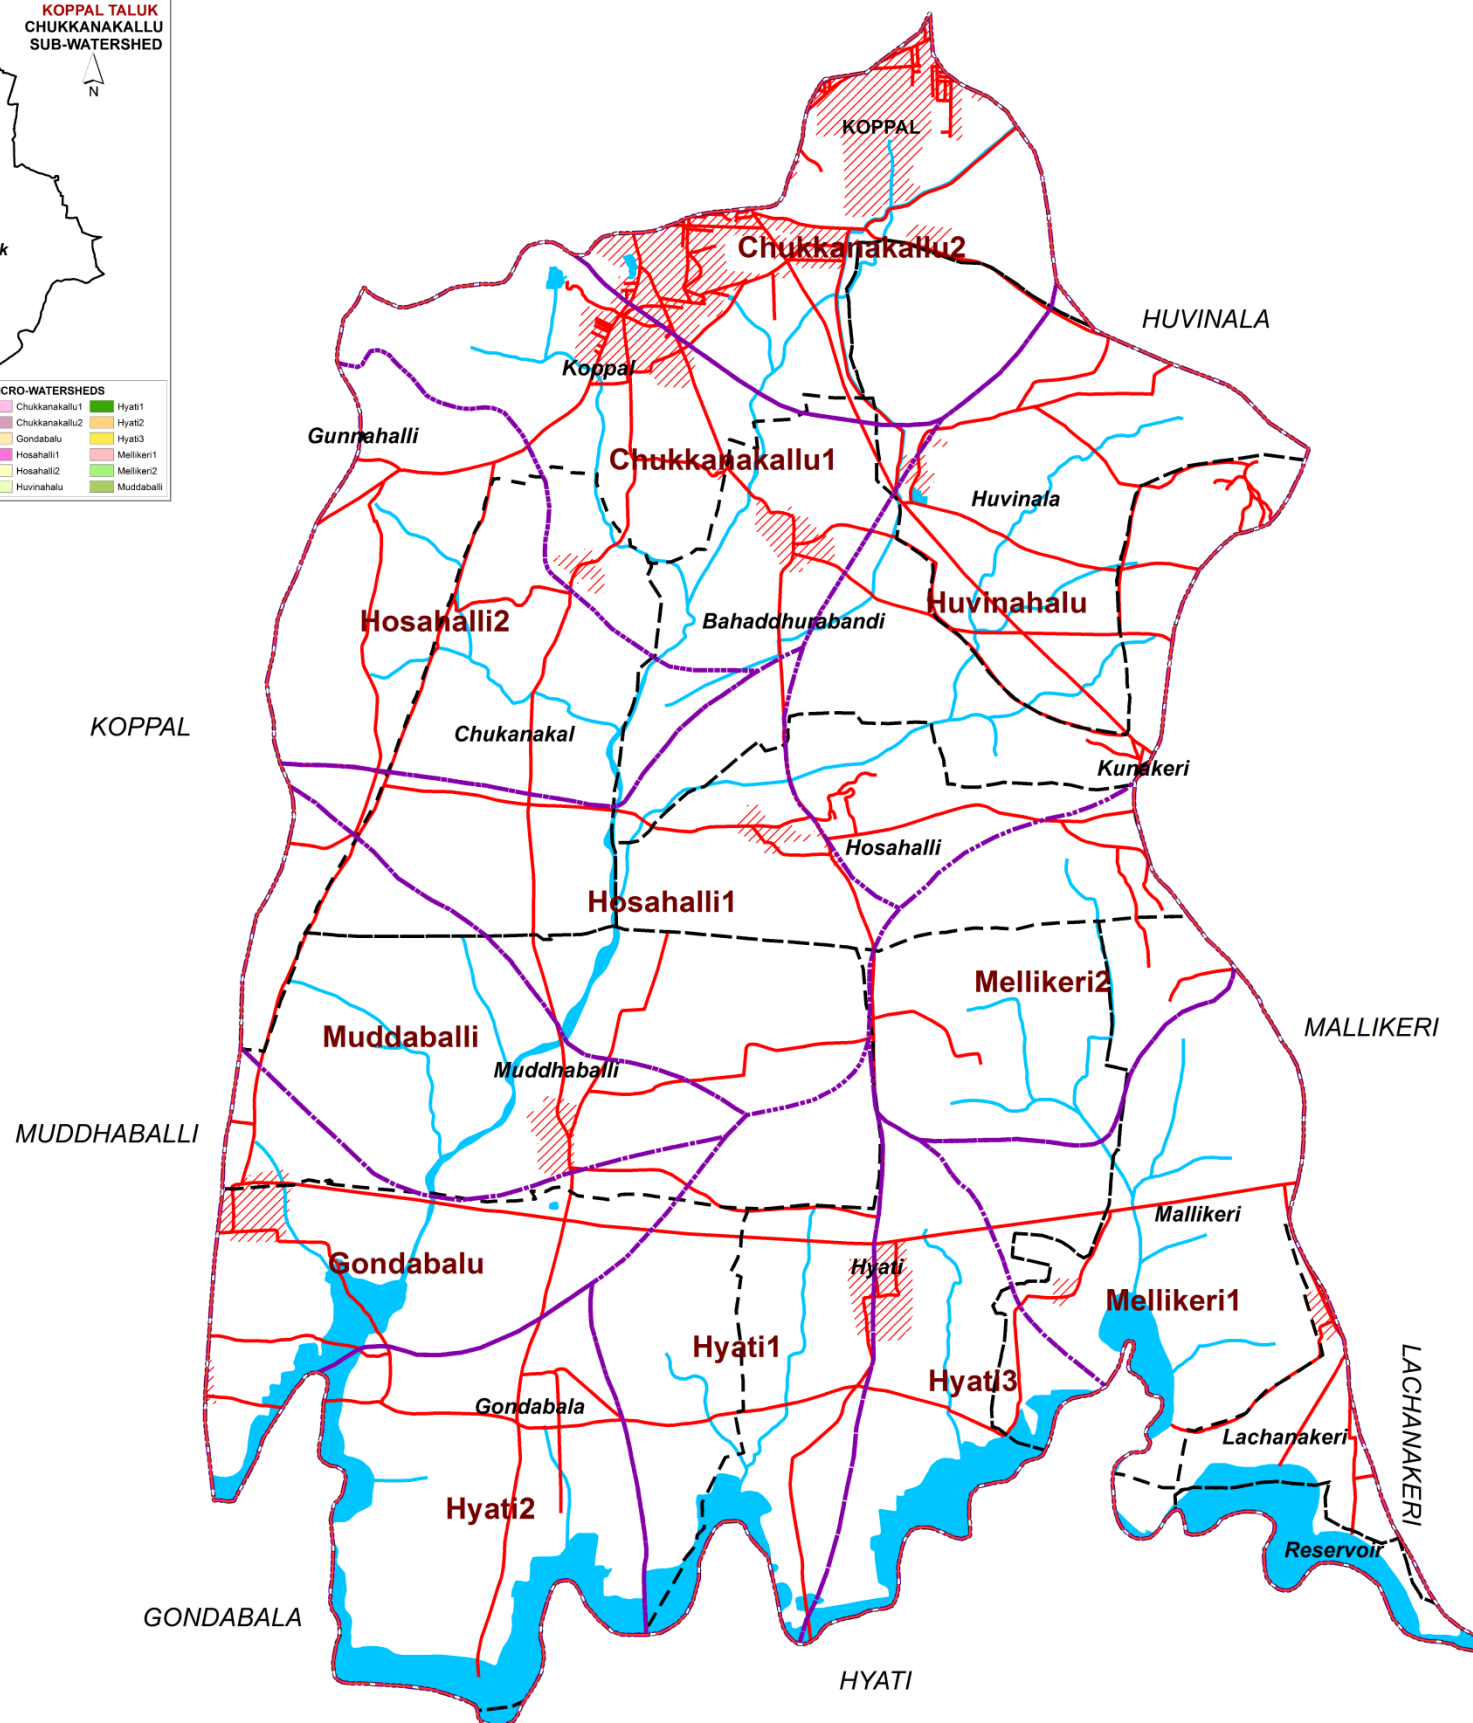 KOPPAL TALUK
CHUKKANAKALLU
SUB-WATERSHED
N
k
CRO-WATERSHEDS
Chukkanakallu1
Hyati1
Chukkanakallu2
Hyati2
Gondabalu
Hyati3
Hosahalli1
Mellikeri1
Hosahalli2
Mellikeri2
Huvinahalu
Muddaballi
KOPPAL
Chukkanakallu2
HUVINALA
Koppal
Gunnahalli
Chukkanakallu1
Huvinala
Huvinahalu
Hosahalli2
Bahaddhurabandi
KOPPAL
Chukanakal
Kunakeri
Hosahalli
Hosahalli1
Mellikeri2
MALLIKERI
Muddaballi
Muddhaballi
MUDDHABALLI
Mallikeri
Gondabalu
Hyati
Mellikeri1
Hyati1
Hyati3
LACHANAKERI
Gondabala
Lachanakeri
Hyati2
Reservoir
GONDABALA
HYATI